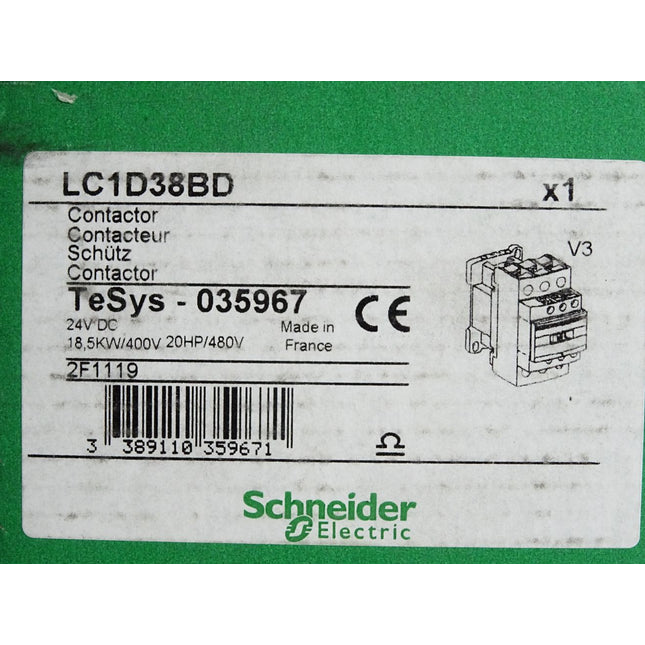 LC1D38BD x1
Contactor
Contacteur
Schütz
Contactor
V3
TeSys - 035967
24V DC Made in
18,5KW/400V 20HP/480V France
CE
2F1119
3 389110 359671
Schneider
Electric